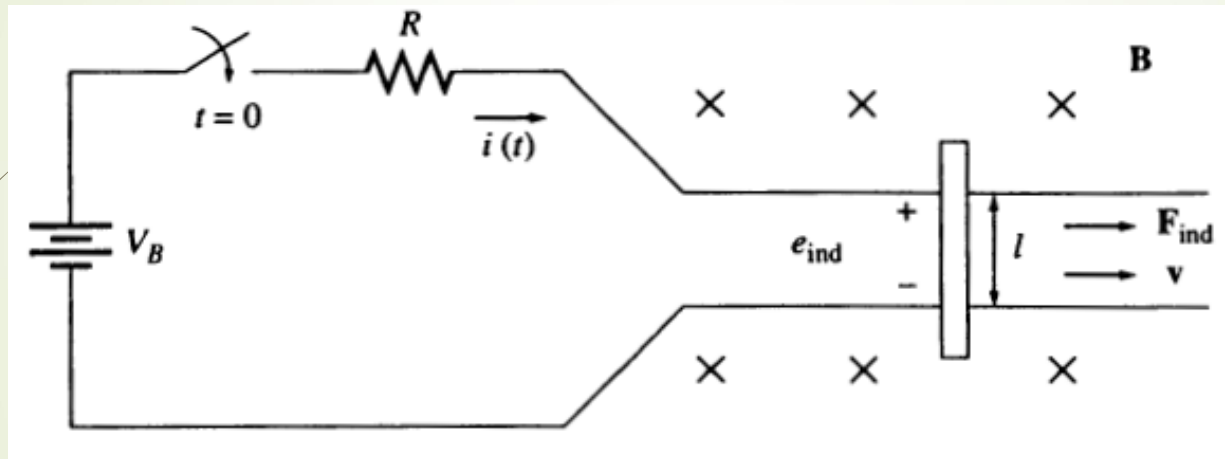 R
B
t = 0
i (t)
+
F_ind
V_B
e_ind
l
v
−